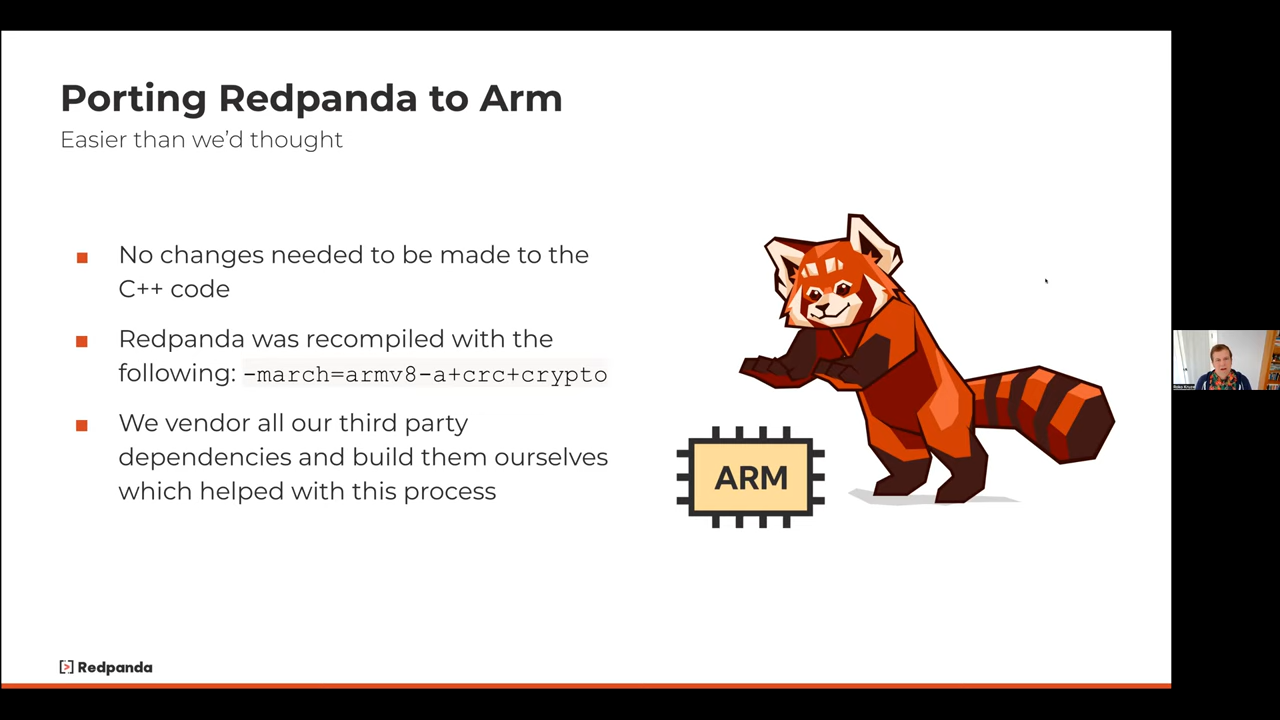 Porting Redpanda to Arm
Easier than we'd thought
No changes needed to be made to the
C++ code
Redpanda was recompiled with the
following: -march=armv8-a+crc+crypto
We vendor all our third party
dependencies and build them ourselves
which helped with this process
ARM
Redpanda